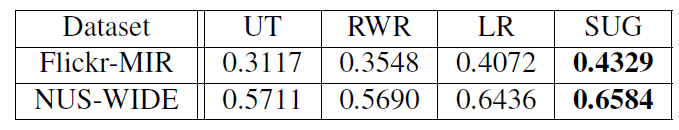 Dataset UT RWR LR SUG
Flickr-MIR 0.3117 0.3548 0.4072 0.4329
NUS-WIDE 0.5711 0.5690 0.6436 0.6584